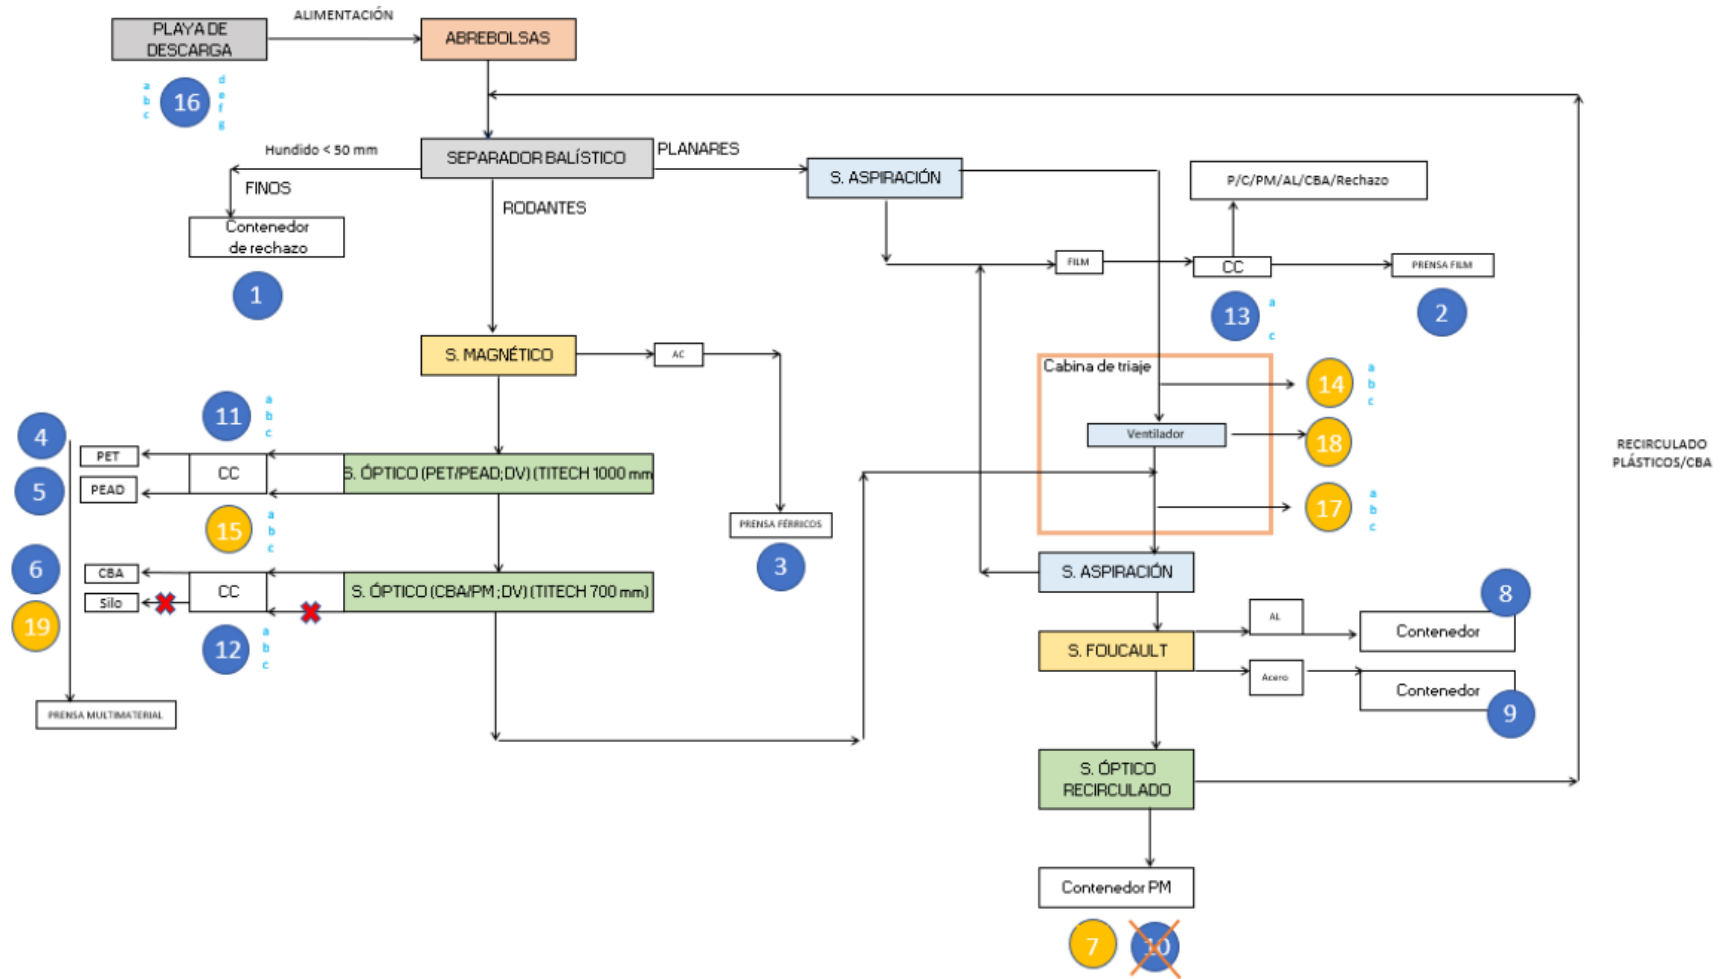 ALIMENTACIÓN
PLAYA DE
DESCARGA
ABREBOLSAS
a
b
c
16
d
e
f
g
Hundido < 50 mm
SEPARADOR BALÍSTICO
PLANARES
S. ASPIRACIÓN
P/C/PM/AL/CBA/Rechazo
FINOS
RODANTES
Contenedor
de rechazo
1
FILM
CC
PRENSA FILM
13
a
c
2
S. MAGNÉTICO
AC
Cabina de triaje
14
a
b
c
Ventilador
18
17
a
b
c
RECIRCULADO
PLÁSTICOS/CBA
11
a
b
c
4
PET
CC
S. ÓPTICO (PET/PEAD;DV) (TITECH 1000 mm
5
PEAD
15
a
b
c
PRENSA FÉRRICOS
3
6
CBA
CC
S. ÓPTICO (CBA/PM ;DV) (TITECH 700 mm)
Silo
19
12
a
b
c
PRENSA MULTIMATERIAL
S. ASPIRACIÓN
8
AL
Contenedor
S. FOUCAULT
Acero
Contenedor
9
S. ÓPTICO
RECIRCULADO
Contenedor PM
7
10